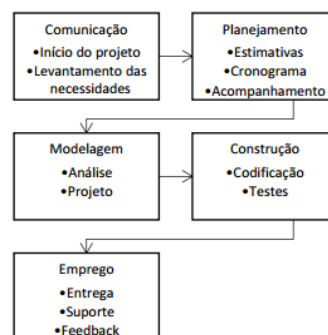 Comunicação
•Início do projeto
•Levantamento das
necessidades
Planejamento
•Estimativas
•Cronograma
•Acompanhamento
Modelagem
•Análise
•Projeto
Construção
•Codificação
•Testes
Emprego
•Entrega
•Suporte
•Feedback